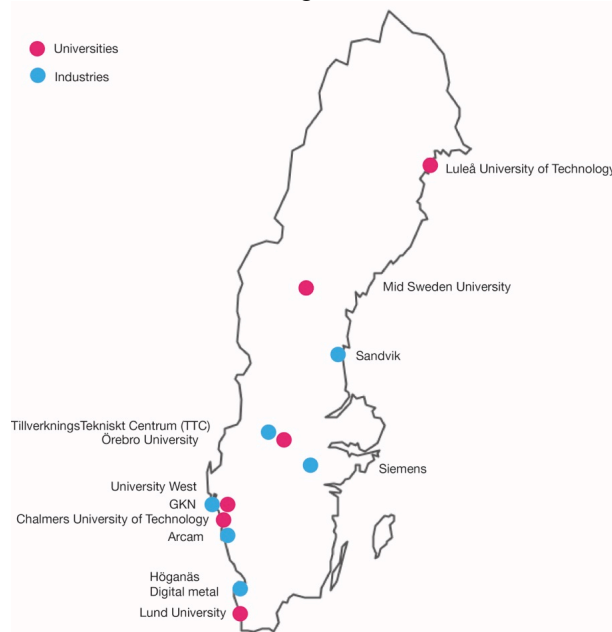 Universities
Industries
Luleå University of Technology
Mid Sweden University
Sandvik
TillverkningsTekniskt Centrum (TTC)
Örebro University
Siemens
University West
GKN
Chalmers University of Technology
Arcam
Höganäs
Digital metal
Lund University